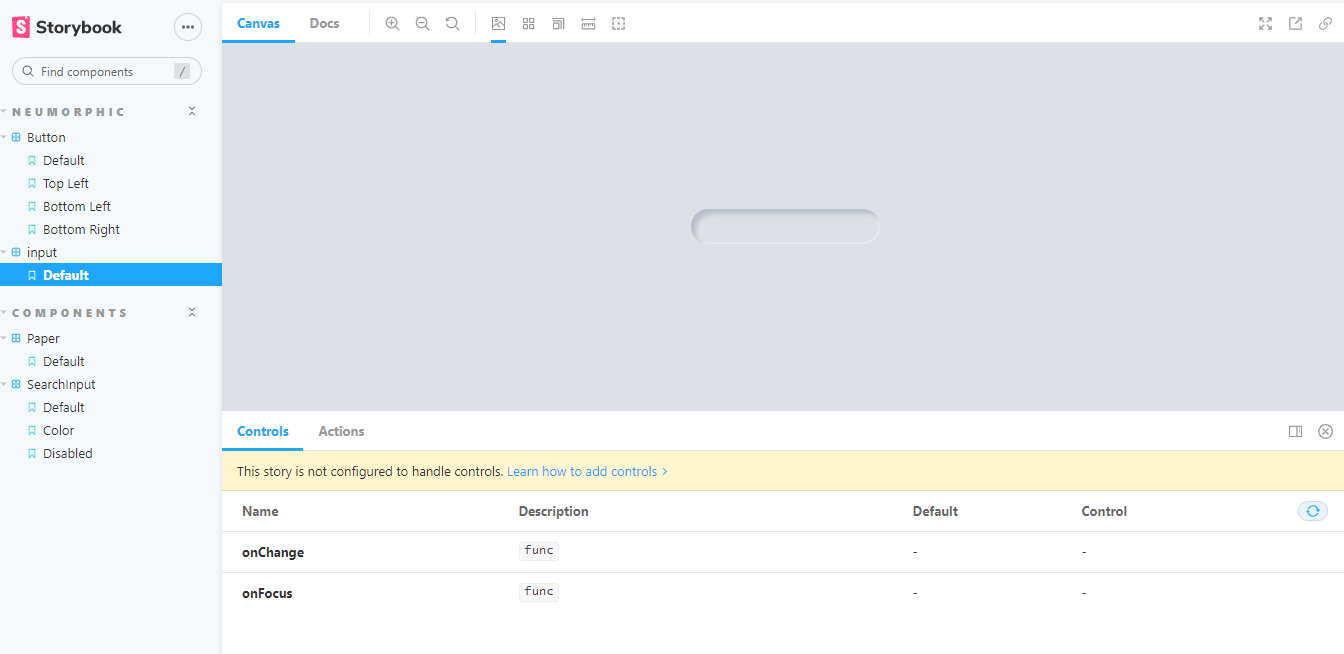 Storybook
Find components /
NEUMORPHIC
Button
Default
Top Left
Bottom Left
Bottom Right
input
Default
COMPONENTS
Paper
Default
SearchInput
Default
Color
Disabled
Canvas Docs
Controls Actions
This story is not configured to handle controls. Learn how to add controls
Name Description Default Control
onChange func - -
onFocus func - -